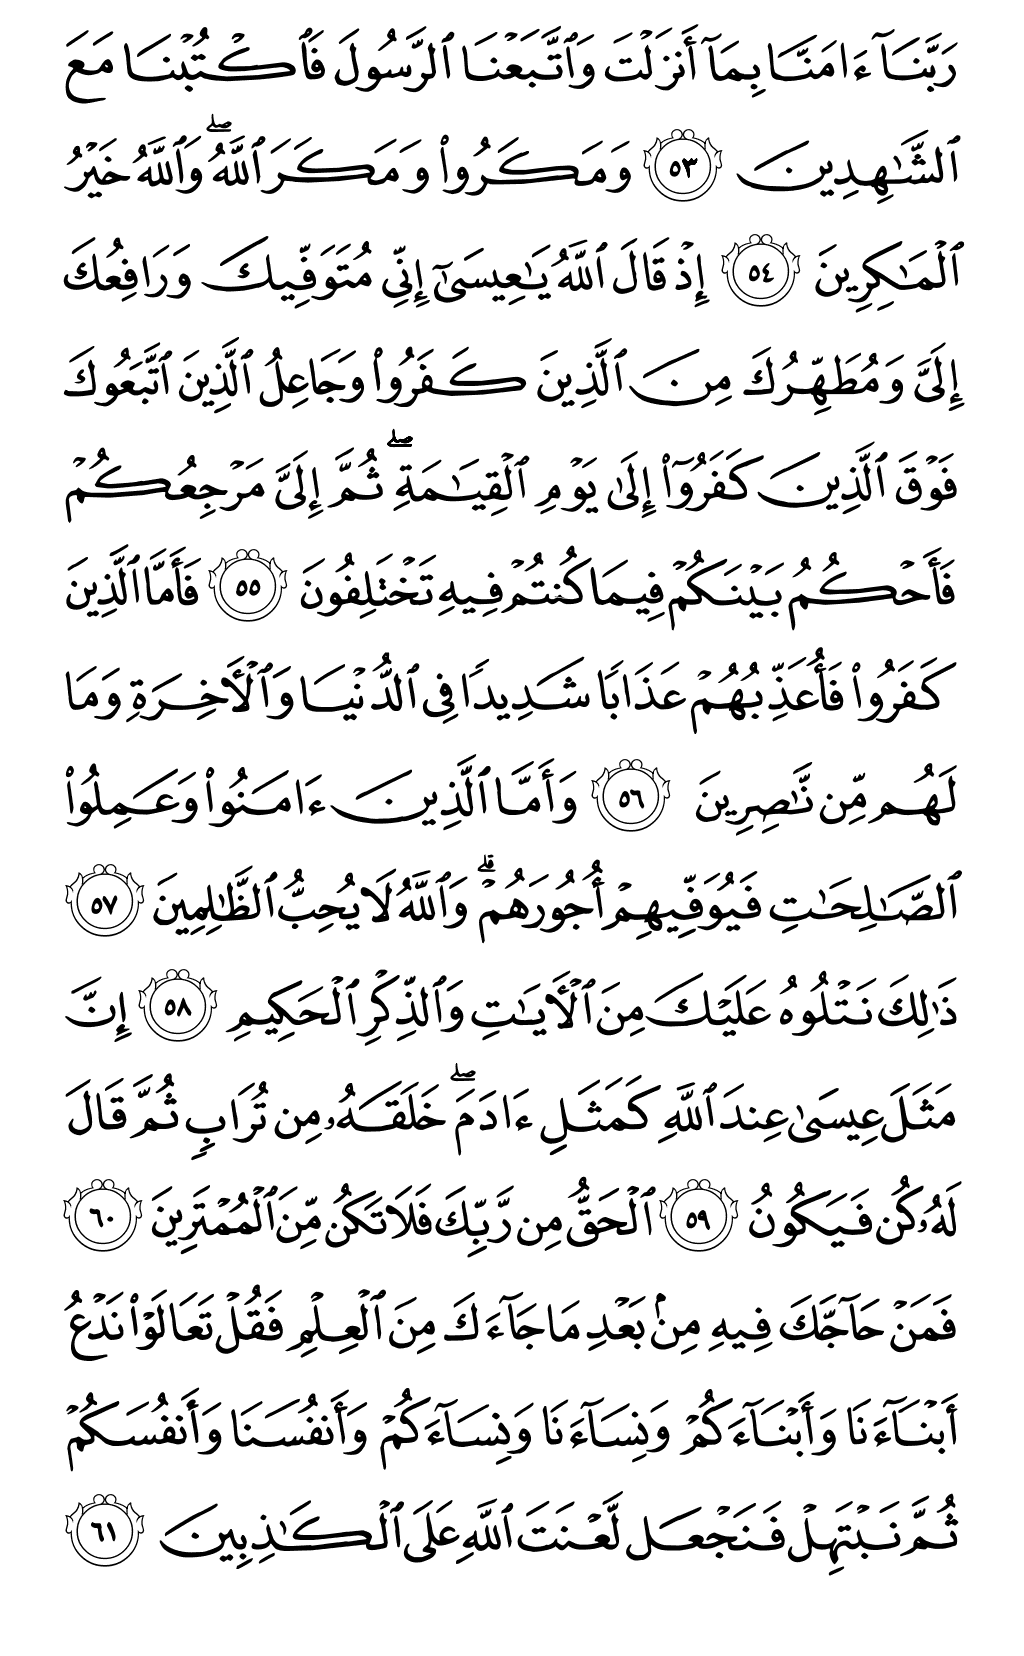 رَبَّنَآ ءَامَنَّا بِمَآ أَنزَلْتَ وَٱتَّبَعْنَا ٱلرَّسُولَ فَٱكْتُبْنَا مَعَ
ٱلشَّٰهِدِينَ ٥٣ وَمَكَرُوا۟ وَمَكَرَ ٱللَّهُ ۖ وَٱللَّهُ خَيْرُ
ٱلْمَٰكِرِينَ ٥٤ إِذْ قَالَ ٱللَّهُ يَٰعِيسَىٰٓ إِنِّى مُتَوَفِّيكَ وَرَافِعُكَ
إِلَىَّ وَمُطَهِّرُكَ مِنَ ٱلَّذِينَ كَفَرُوا۟ وَجَاعِلُ ٱلَّذِينَ ٱتَّبَعُوكَ
فَوْقَ ٱلَّذِينَ كَفَرُوٓا۟ إِلَىٰ يَوْمِ ٱلْقِيَٰمَةِ ۖ ثُمَّ إِلَىَّ مَرْجِعُكُمْ
فَأَحْكُمُ بَيْنَكُمْ فِيمَا كُنتُمْ فِيهِ تَخْتَلِفُونَ ٥٥ فَأَمَّا ٱلَّذِينَ
كَفَرُوا۟ فَأُعَذِّبُهُمْ عَذَابًا شَدِيدًا فِى ٱلدُّنْيَا وَٱلْأَخِرَةِ وَمَا
لَهُم مِّن نَّٰصِرِينَ ٥٦ وَأَمَّا ٱلَّذِينَ ءَامَنُوا۟ وَعَمِلُوا۟
ٱلصَّٰلِحَٰتِ فَيُوَفِّيهِمْ أُجُورَهُمْ ۗ وَٱللَّهُ لَا يُحِبُّ ٱلظَّٰلِمِينَ ٥٧
ذَٰلِكَ نَتْلُوهُ عَلَيْكَ مِنَ ٱلْأَيَٰتِ وَٱلذِّكْرِ ٱلْحَكِيمِ ٥٨ إِنَّ
مَثَلَ عِيسَىٰ عِندَ ٱللَّهِ كَمَثَلِ ءَادَمَ ۖ خَلَقَهُۥ مِن تُرَابٍ ثُمَّ قَالَ
لَهُۥ كُن فَيَكُونُ ٥٩ ٱلْحَقُّ مِن رَّبِّكَ فَلَا تَكُن مِّنَ ٱلْمُمْتَرِينَ ٦٠
فَمَنْ حَآجَّكَ فِيهِ مِنۢ بَعْدِ مَا جَآءَكَ مِنَ ٱلْعِلْمِ فَقُلْ تَعَالَوْا۟ نَدْعُ
أَبْنَآءَنَا وَأَبْنَآءَكُمْ وَنِسَآءَنَا وَنِسَآءَكُمْ وَأَنفُسَنَا وَأَنفُسَكُمْ
ثُمَّ نَبْتَهِلْ فَنَجْعَل لَّعْنَتَ ٱللَّهِ عَلَى ٱلْكَٰذِبِينَ ٦١